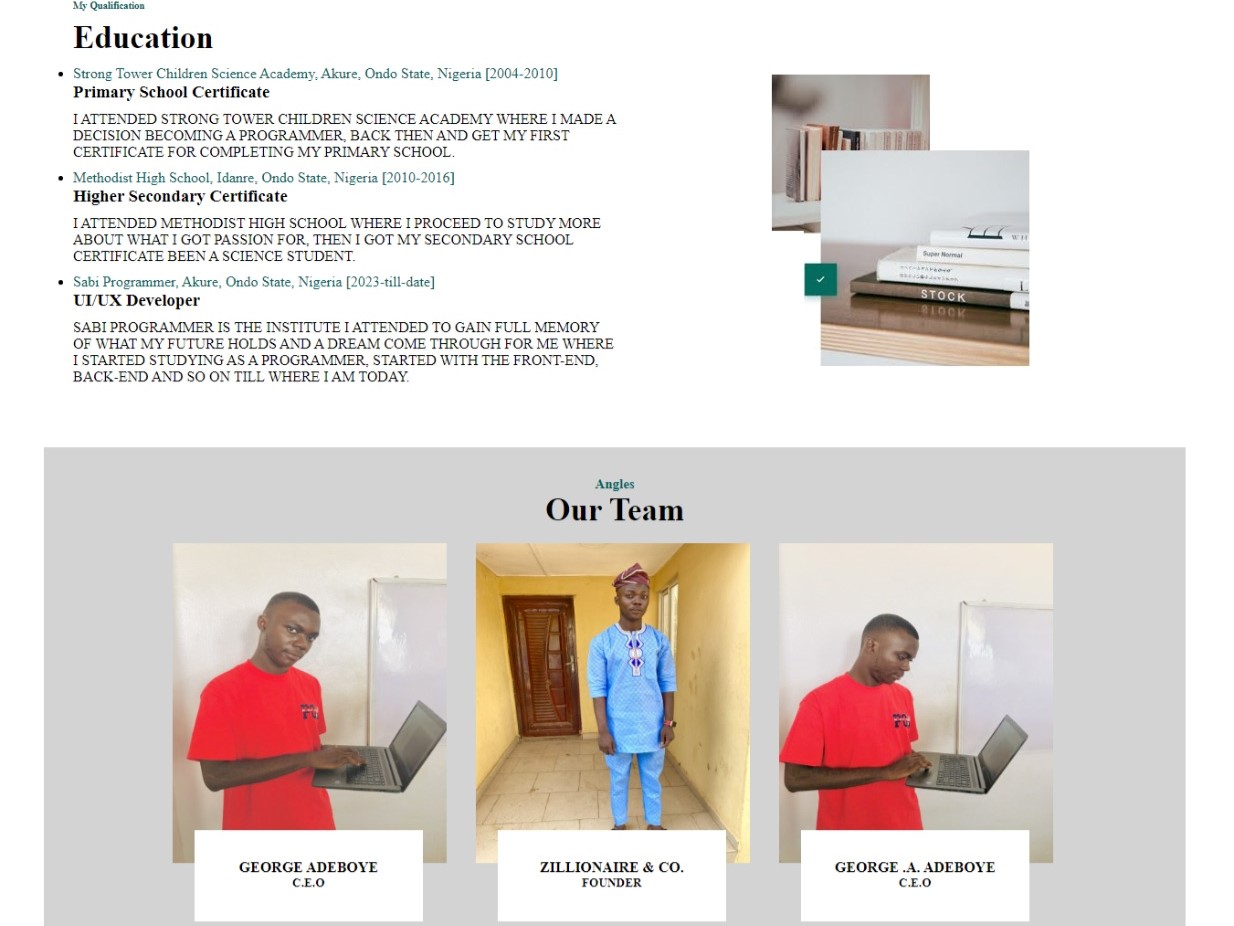 My Qualification
Education
Strong Tower Children Science Academy, Akure, Ondo State, Nigeria [2004-2010]
Primary School Certificate
I ATTENDED STRONG TOWER CHILDREN SCIENCE ACADEMY WHERE I MADE A
DECISION BECOMING A PROGRAMMER, BACK THEN AND GET MY FIRST
CERTIFICATE FOR COMPLETING MY PRIMARY SCHOOL.
Methodist High School, Idanre, Ondo State, Nigeria [2010-2016]
Higher Secondary Certificate
I ATTENDED METHODIST HIGH SCHOOL WHERE I PROCEED TO STUDY MORE
ABOUT WHAT I GOT PASSION FOR, THEN I GOT MY SECONDARY SCHOOL
CERTIFICATE BEEN A SCIENCE STUDENT.
Sabi Programmer, Akure, Ondo State, Nigeria [2023-till-date]
UI/UX Developer
SABI PROGRAMMER IS THE INSTITUTE I ATTENDED TO GAIN FULL MEMORY
OF WHAT MY FUTURE HOLDS AND A DREAM COME THROUGH FOR ME WHERE
I STARTED STUDYING AS A PROGRAMMER, STARTED WITH THE FRONT-END,
BACK-END AND SO ON TILL WHERE I AM TODAY.
Super Normal
STOCK
Angles
Our Team
GEORGE ADEBOYE
C.E.O
ZILLIONAIRE & CO.
FOUNDER
GEORGE .A. ADEBOYE
C.E.O